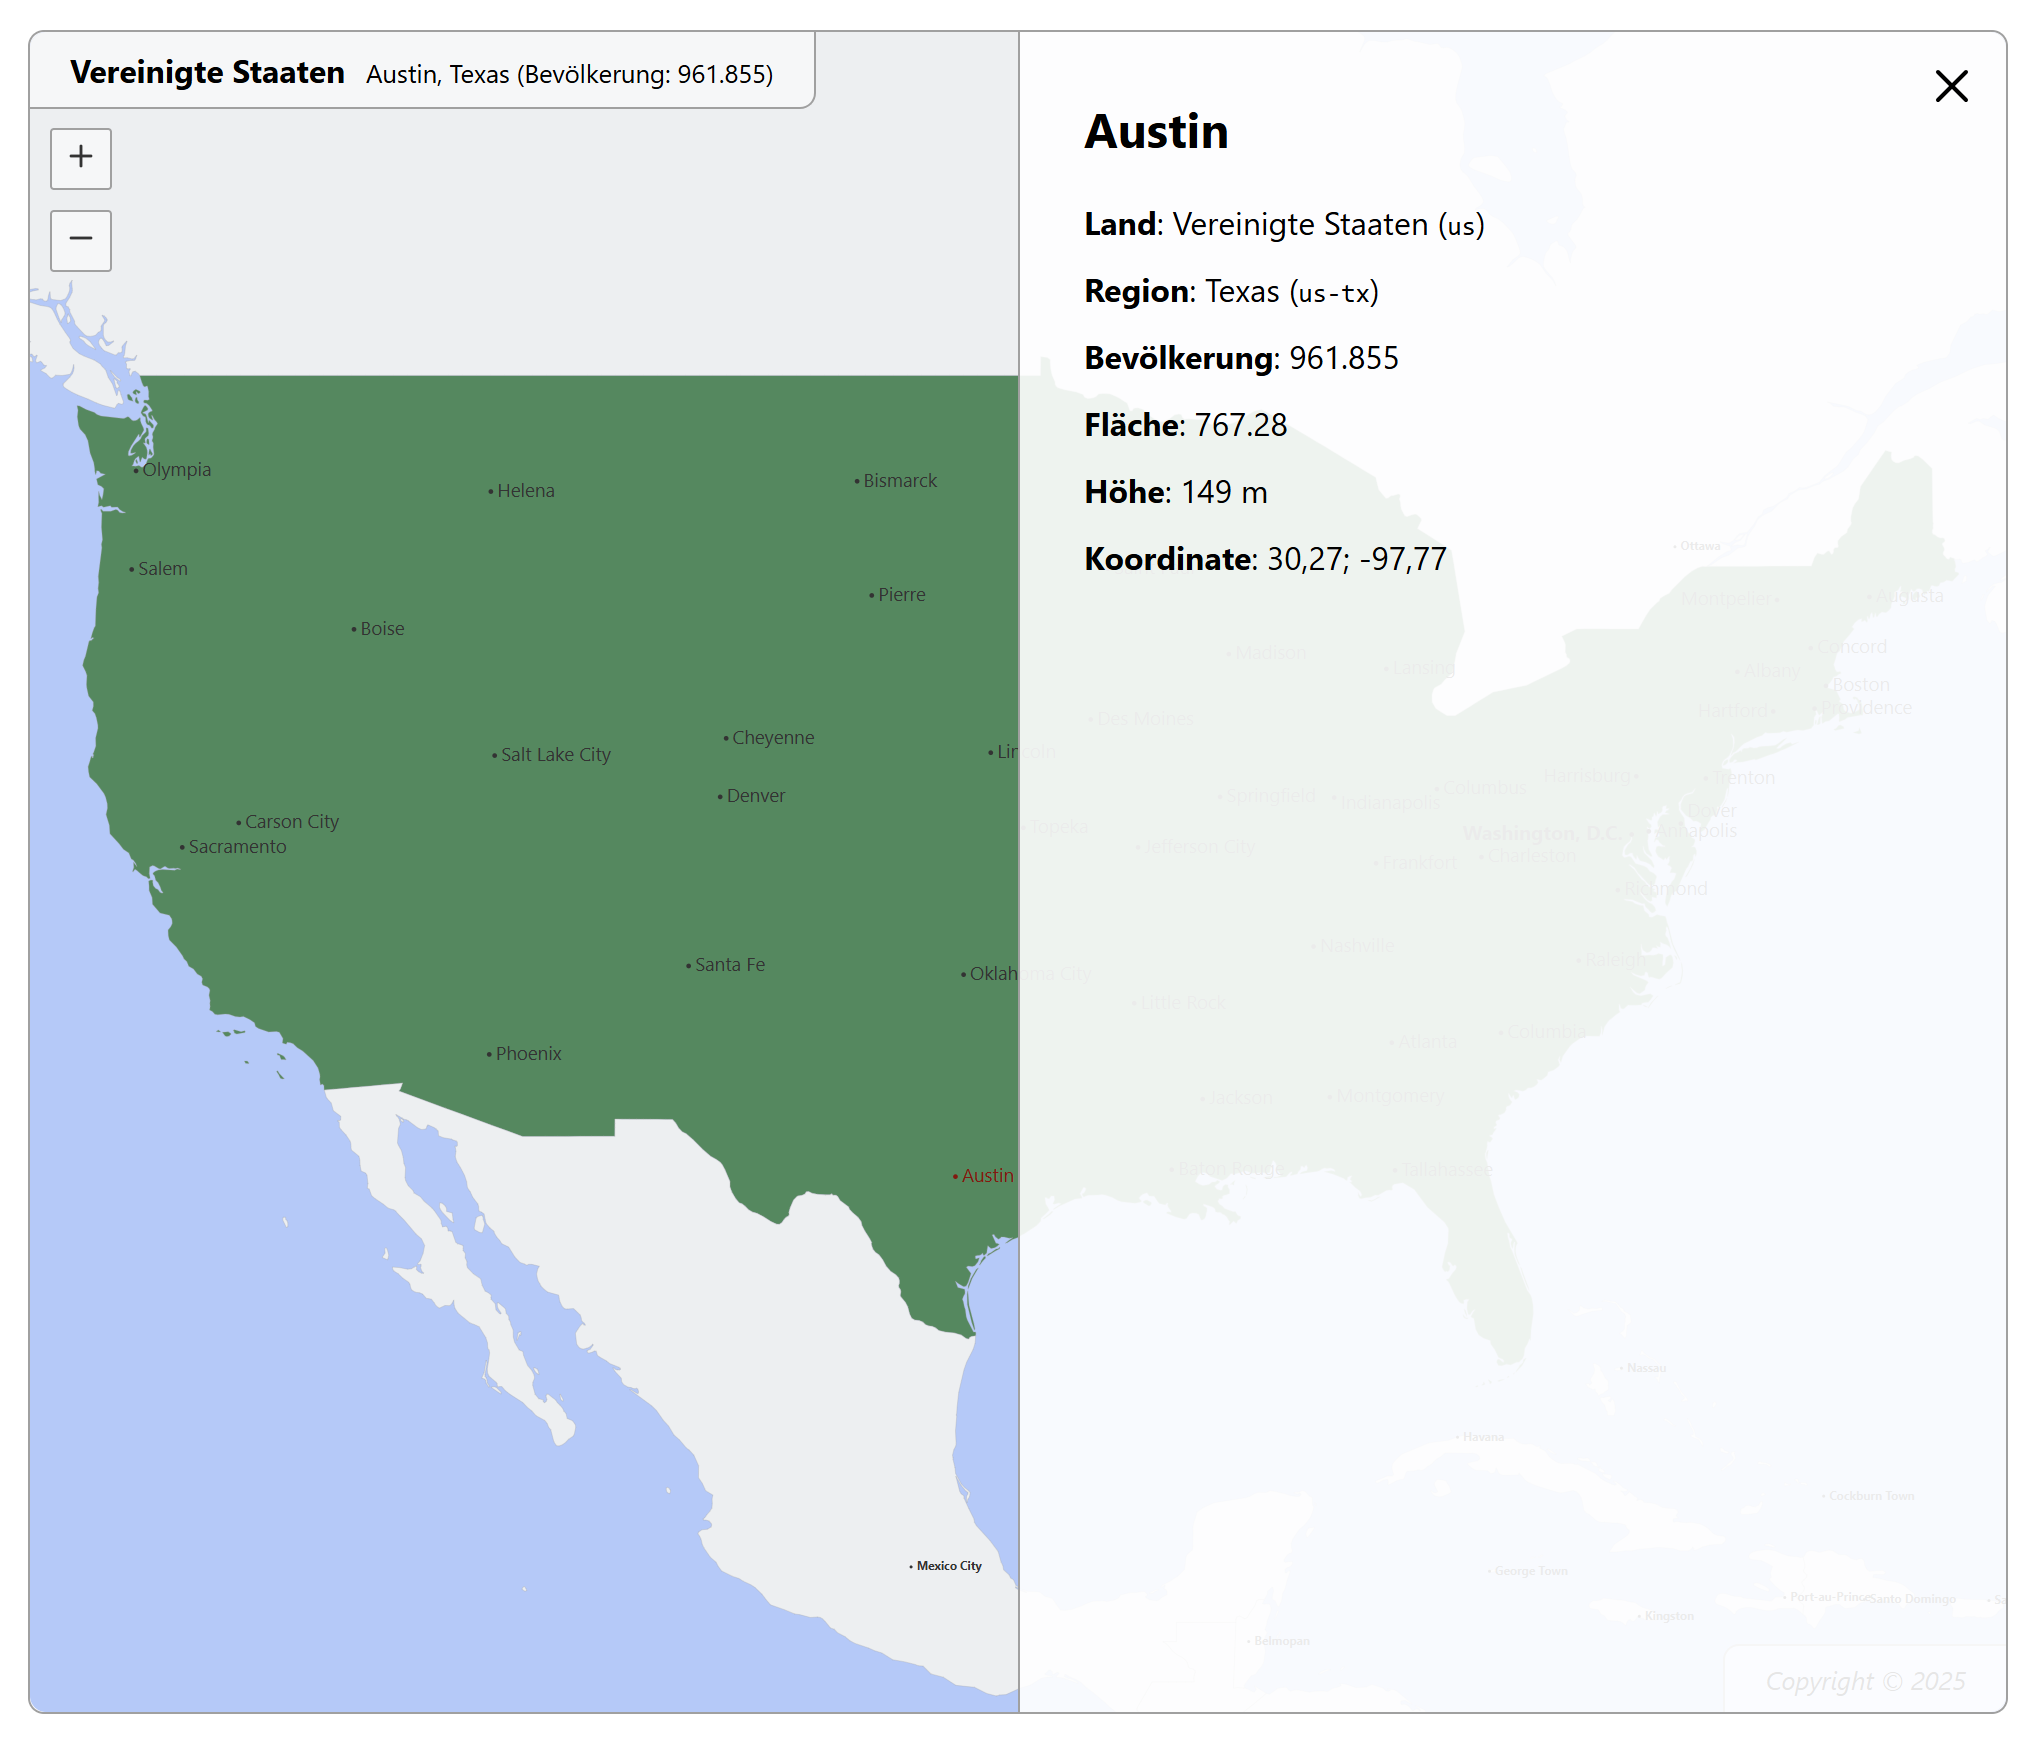 Vereinigte Staaten Austin, Texas (Bevölkerung: 961.855)
+
−
Austin
Land: Vereinigte Staaten (us)
Region: Texas (us-tx)
Bevölkerung: 961.855
Fläche: 767.28
Höhe: 149 m
Koordinate: 30,27; -97,77
Olympia
Helena
Bismarck
Salem
Pierre
Boise
Cheyenne
Salt Lake City
Lincoln
Denver
Carson City
Sacramento
Santa Fe
Oklahoma City
Phoenix
Austin
Mexico City
Ottawa
Montpelier
Augusta
Madison
Lansing
Concord
Albany
Boston
Des Moines
Hartford
Providence
Harrisburg
Trenton
Springfield
Indianapolis
Columbus
Dover
Topeka
Washington, D.C.
Annapolis
Jefferson City
Frankfort
Charleston
Richmond
Nashville
Raleigh
Little Rock
Columbia
Atlanta
Jackson
Montgomery
Baton Rouge
Tallahassee
Nassau
Havana
Cockburn Town
George Town
Port-au-Prince
Santo Domingo
Kingston
Belmopan
Copyright © 2025